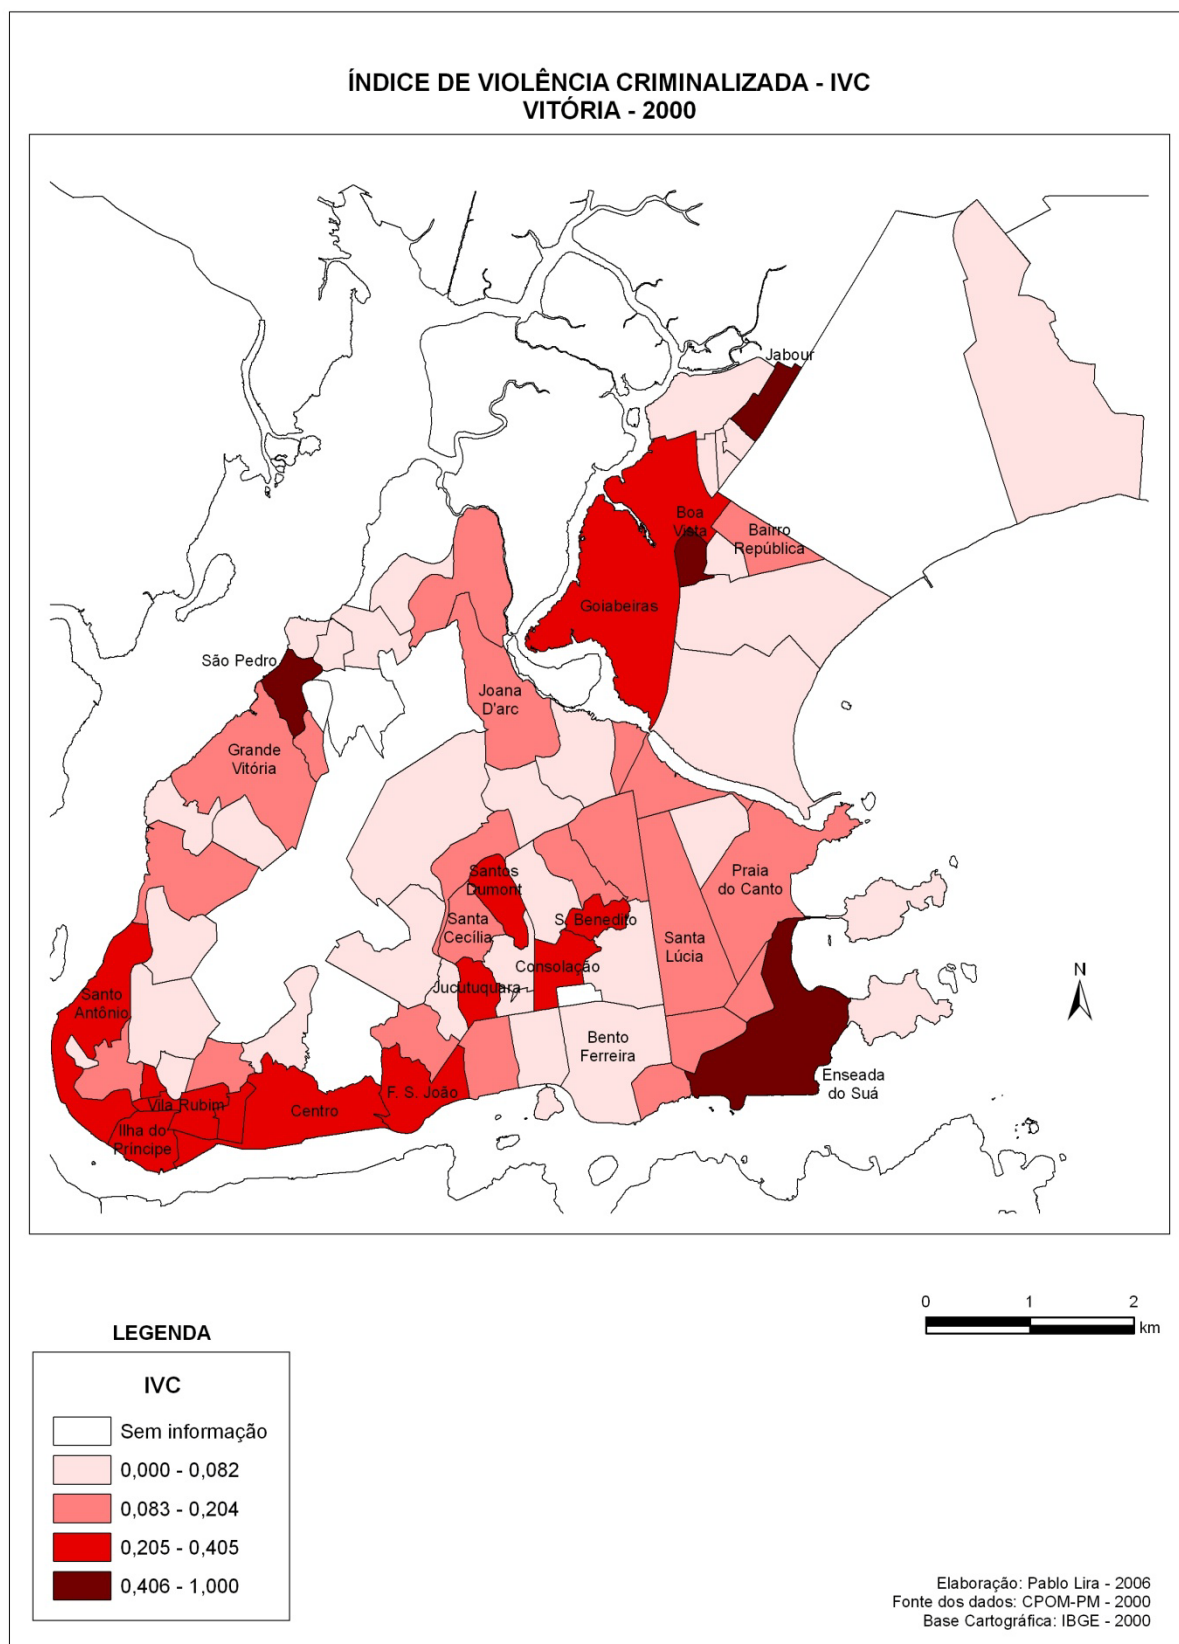 ÍNDICE DE VIOLÊNCIA CRIMINALIZADA - IVC
VITÓRIA - 2000
Jabour
Boa
Vista
Bairro
República
Goiabeiras
São Pedro
Joana
D'arc
Grande
Vitória
Santos
Dumont
Praia
do Canto
S. Benedito
Santa
Cecília
Santa
Lúcia
Consolação
Jucutuquara
Santo
Antônio
N
Bento
Ferreira
Enseada
do Suá
F. S. João
Vila Rubim
Centro
Ilha do
Príncipe
0 1 2
km
LEGENDA
IVC
Sem informação
0,000 - 0,082
0,083 - 0,204
0,205 - 0,405
0,406 - 1,000
Elaboração: Pablo Lira - 2006
Fonte dos dados: CPOM-PM - 2000
Base Cartográfica: IBGE - 2000